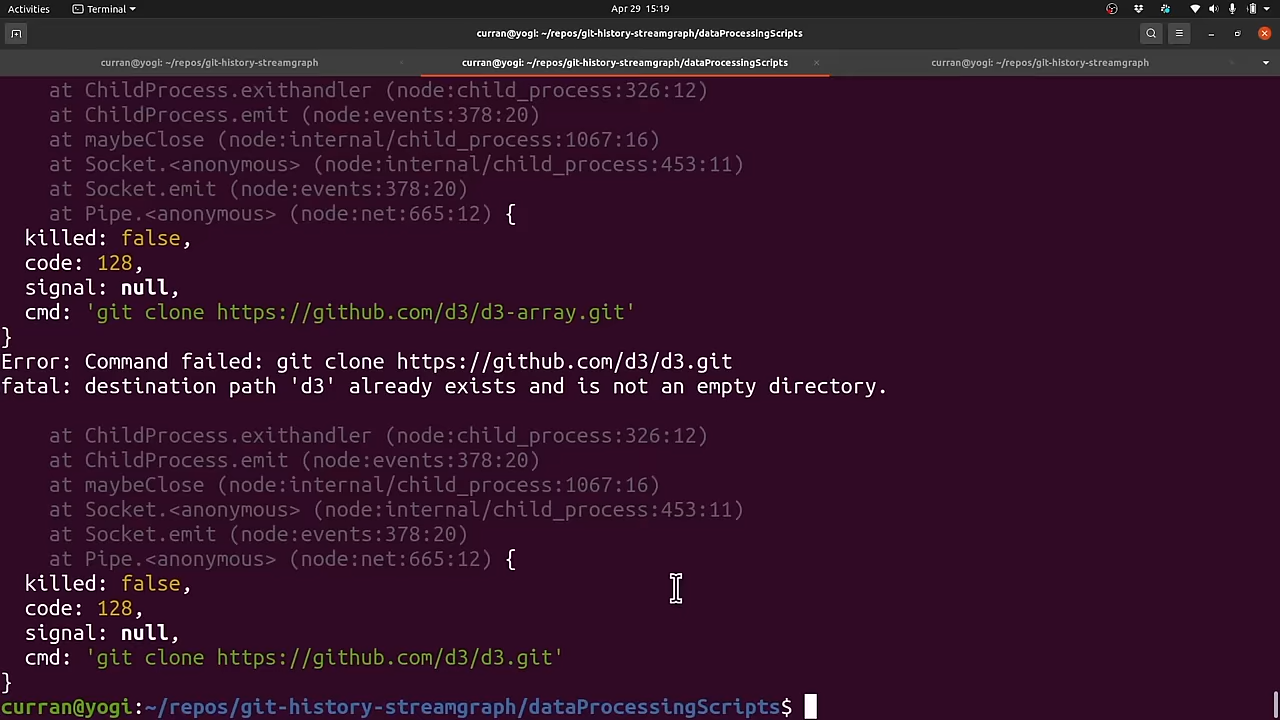 Activities
Terminal
Apr 29 15:19
curran@yogi: ~/repos/git-history-streamgraph/dataProcessingScripts
curran@yogi: ~/repos/git-history-streamgraph
curran@yogi: ~/repos/git-history-streamgraph/dataProcessingScripts
curran@yogi: ~/repos/git-history-streamgraph
at ChildProcess.exithandler (node:child_process:326:12)
at ChildProcess.emit (node:events:378:20)
at maybeClose (node:internal/child_process:1067:16)
at Socket.<anonymous> (node:internal/child_process:453:11)
at Socket.emit (node:events:378:20)
at Pipe.<anonymous> (node:net:665:12) {
killed: false,
code: 128,
signal: null,
cmd: 'git clone https://github.com/d3/d3-array.git'
}
Error: Command failed: git clone https://github.com/d3/d3.git
fatal: destination path 'd3' already exists and is not an empty directory.
at ChildProcess.exithandler (node:child_process:326:12)
at ChildProcess.emit (node:events:378:20)
at maybeClose (node:internal/child_process:1067:16)
at Socket.<anonymous> (node:internal/child_process:453:11)
at Socket.emit (node:events:378:20)
at Pipe.<anonymous> (node:net:665:12) {
killed: false,
code: 128,
signal: null,
cmd: 'git clone https://github.com/d3/d3.git'
}
curran@yogi:~/repos/git-history-streamgraph/dataProcessingScripts$